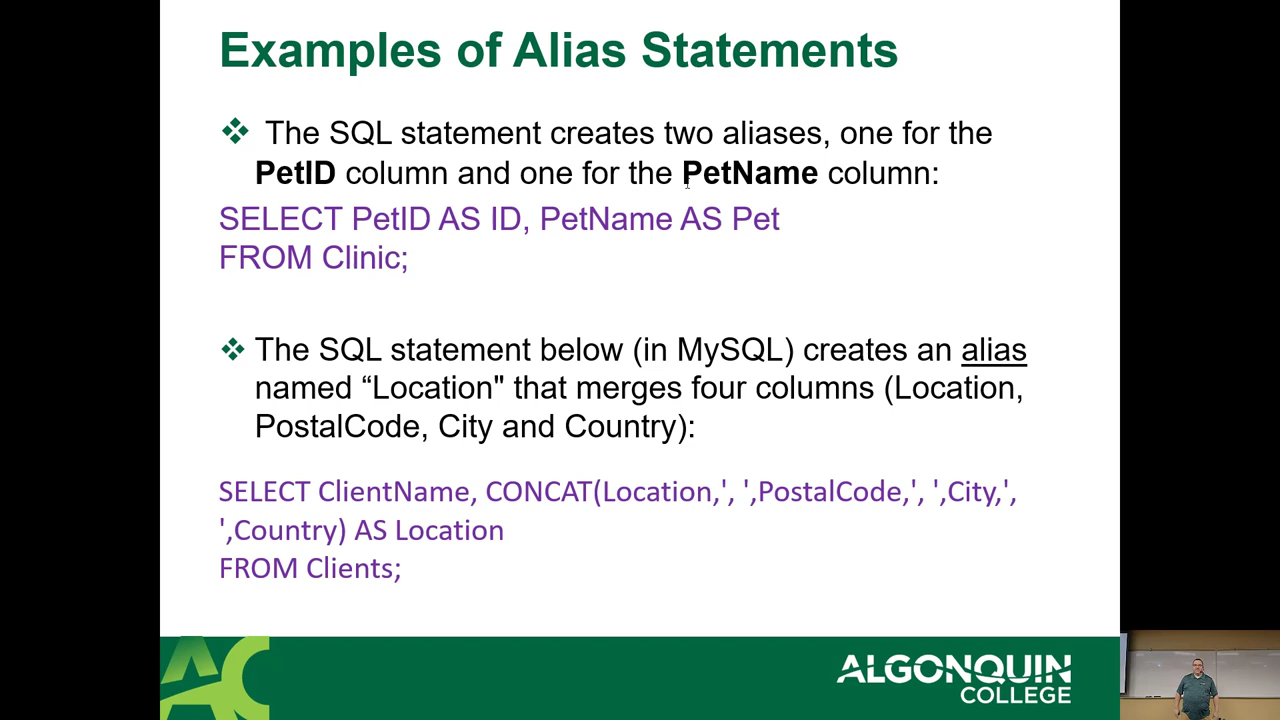 Examples of Alias Statements
❖ The SQL statement creates two aliases, one for the
PetID column and one for the PetName column:
SELECT PetID AS ID, PetName AS Pet
FROM Clinic;
❖ The SQL statement below (in MySQL) creates an alias
named “Location" that merges four columns (Location,
PostalCode, City and Country):
SELECT ClientName, CONCAT(Location,', ',PostalCode,', ',City,',
',Country) AS Location
FROM Clients;
AC
ALGONQUIN
COLLEGE